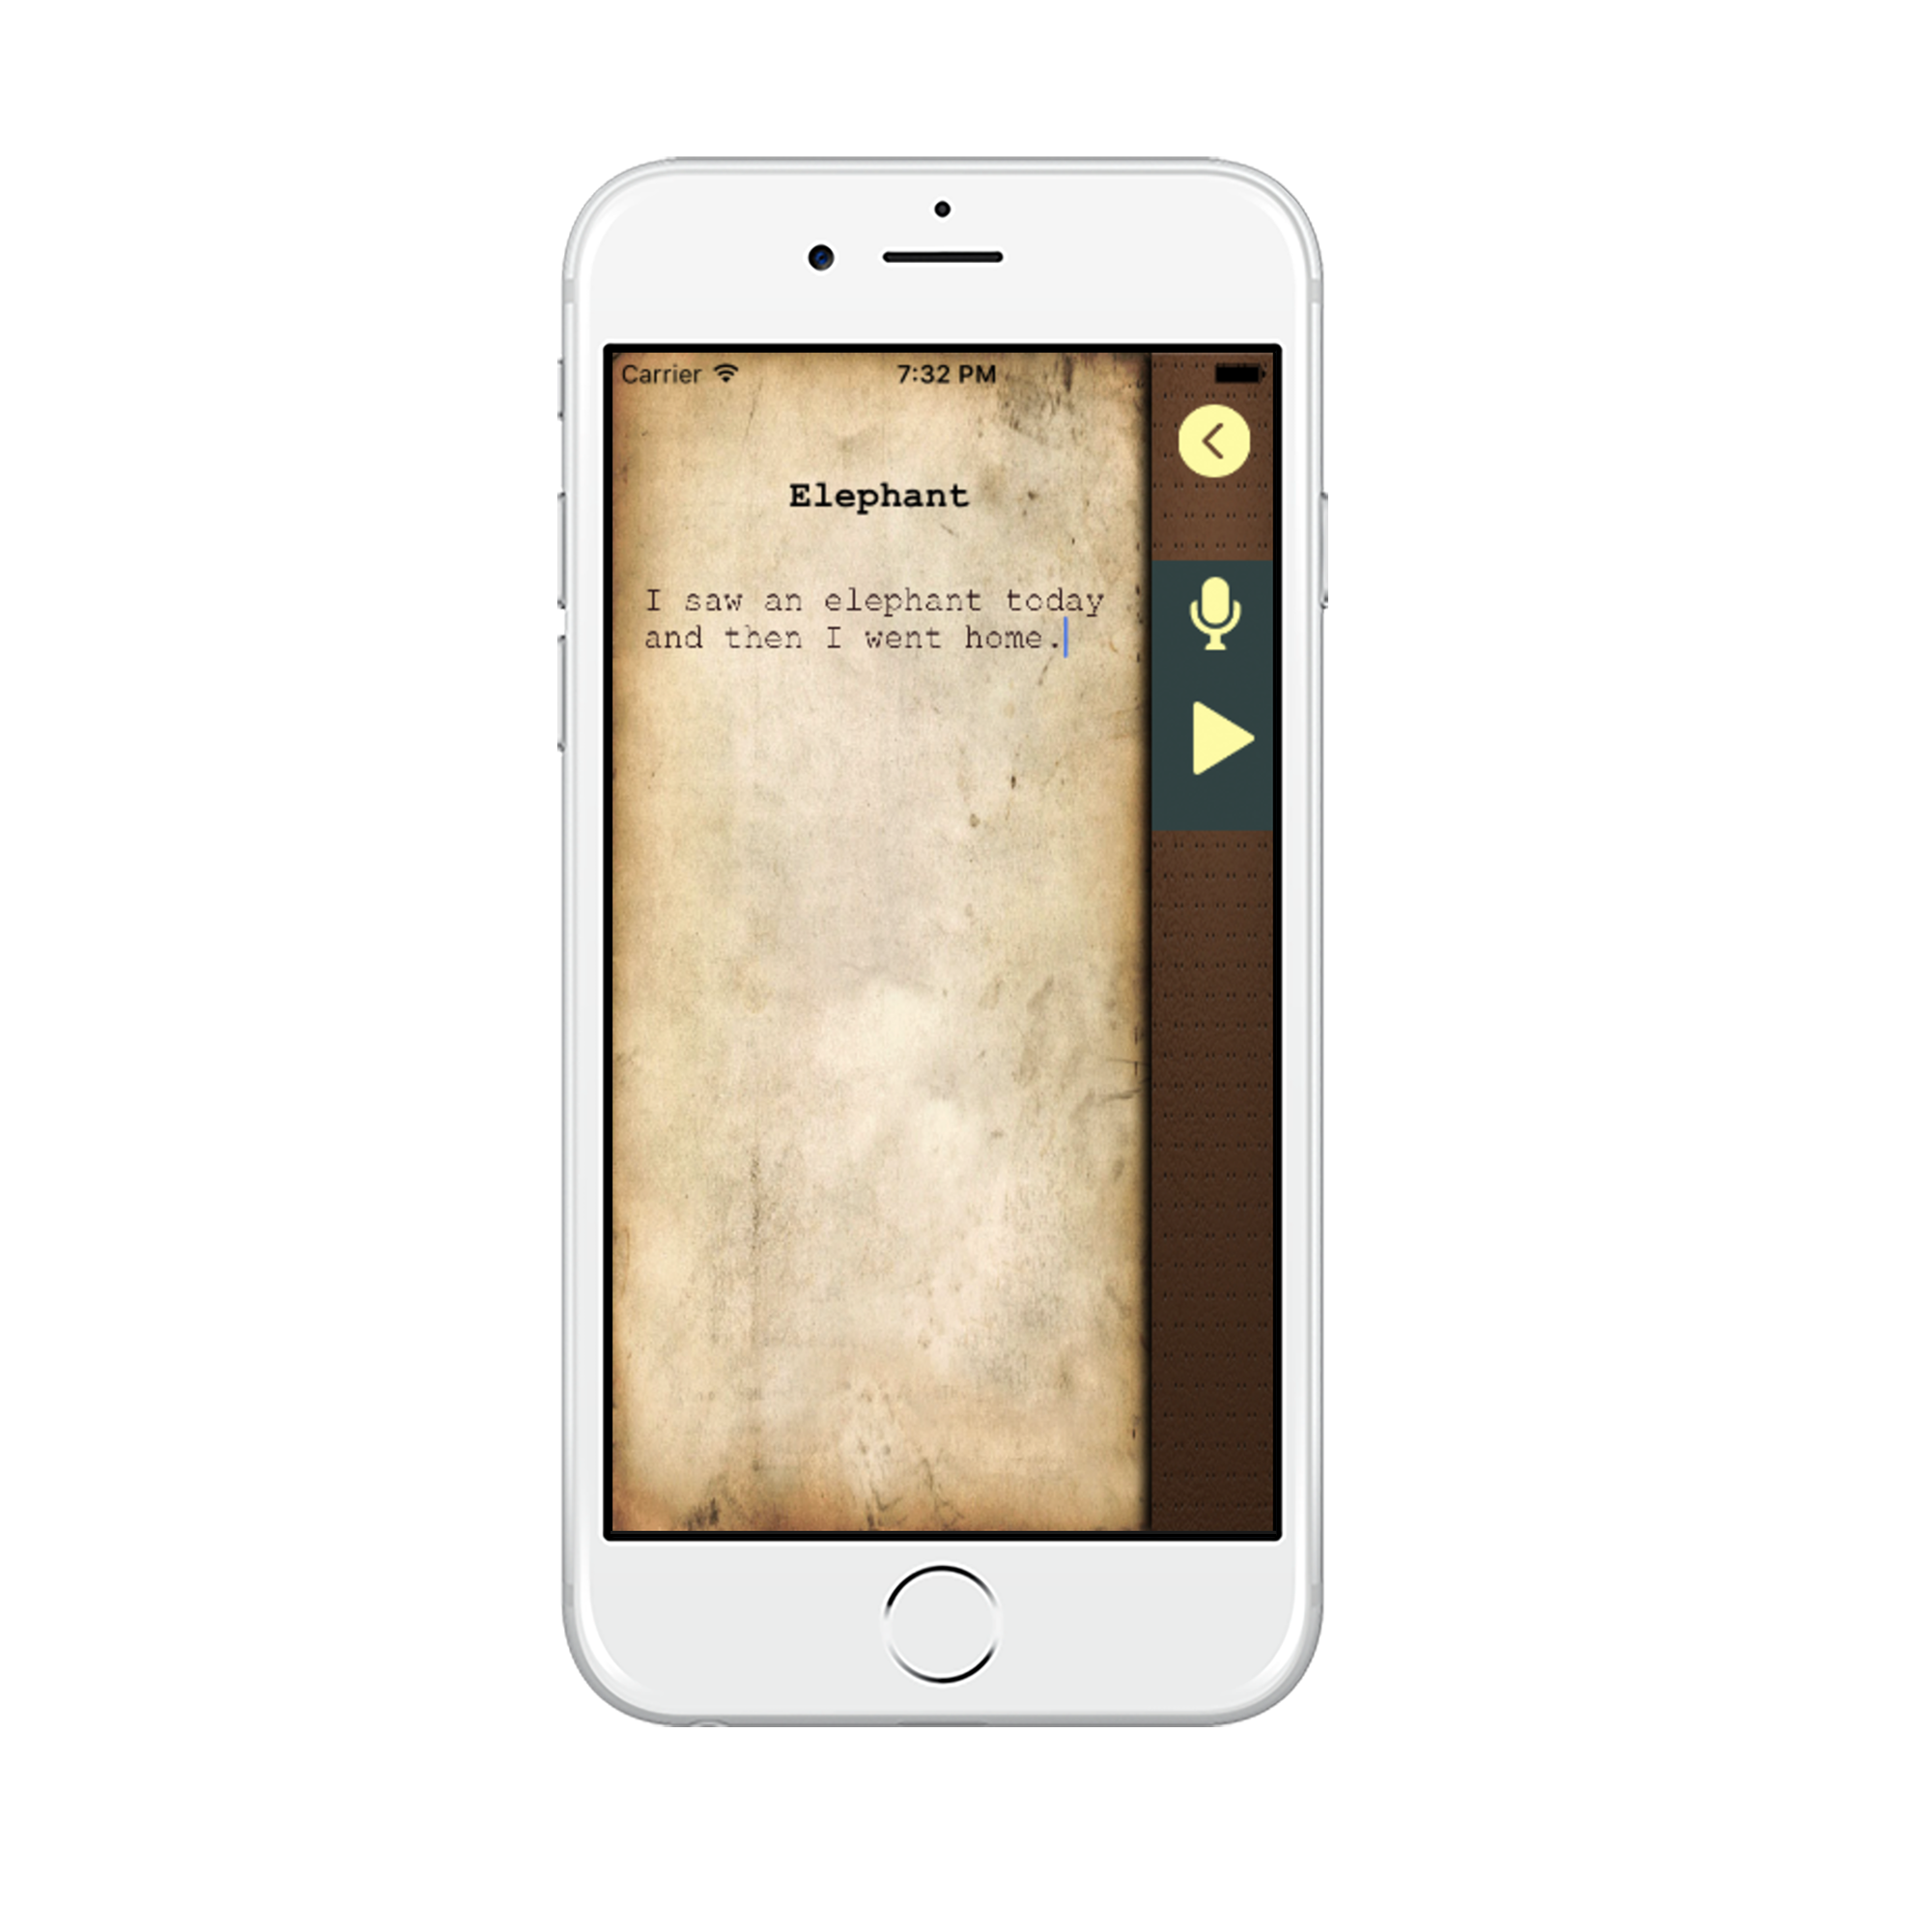 Carrier 7:32 PM
Elephant
I saw an elephant today
and then I went home.